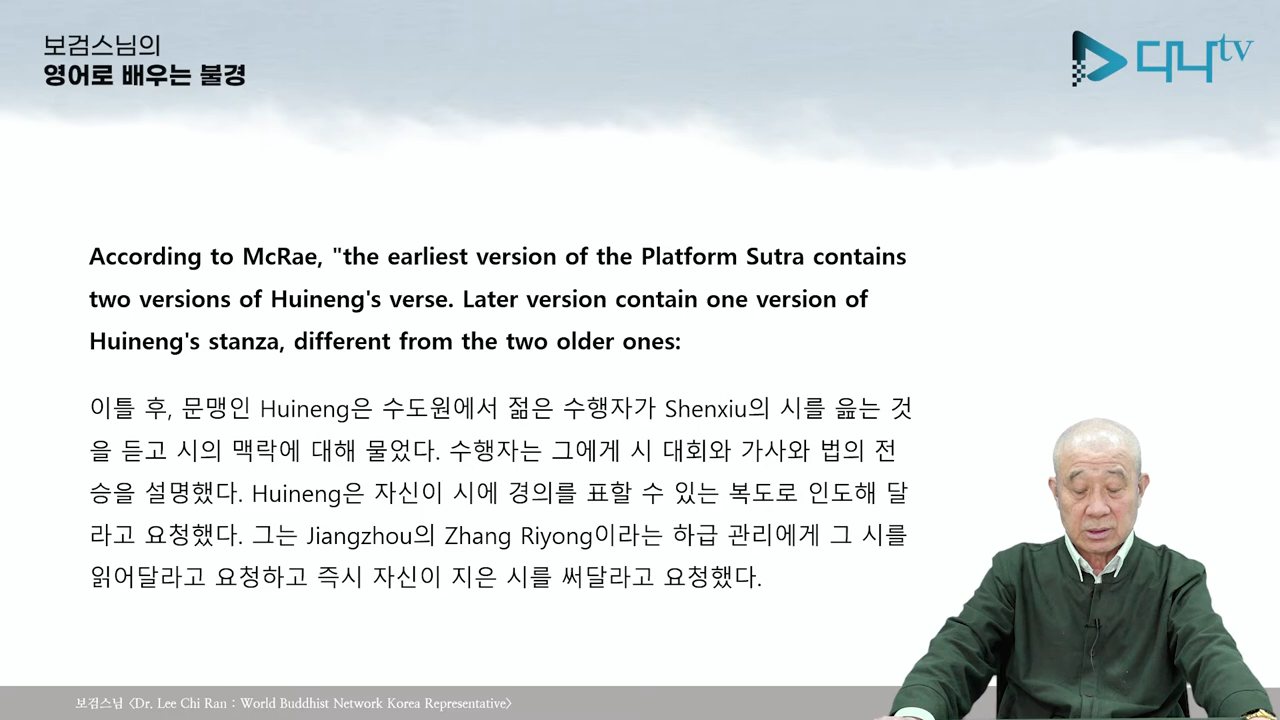 보검스님의
영어로 배우는 불경
다나tv
According to McRae, "the earliest version of the Platform Sutra contains
two versions of Huineng's verse. Later version contain one version of
Huineng's stanza, different from the two older ones:
이틀 후, 문맹인 Huineng은 수도원에서 젊은 수행자가 Shenxiu의 시를 읊는 것
을 듣고 시의 맥락에 대해 물었다. 수행자는 그에게 시 대회와 가사와 법의 전
승을 설명했다. Huineng은 자신이 시에 경의를 표할 수 있는 복도로 인도해 달
라고 요청했다. 그는 Jiangzhou의 Zhang Riyong이라는 하급 관리에게 그 시를
읽어달라고 요청하고 즉시 자신이 지은 시를 써달라고 요청했다.
보검스님 <Dr. Lee Chi Ran : World Buddhist Network Korea Representative>